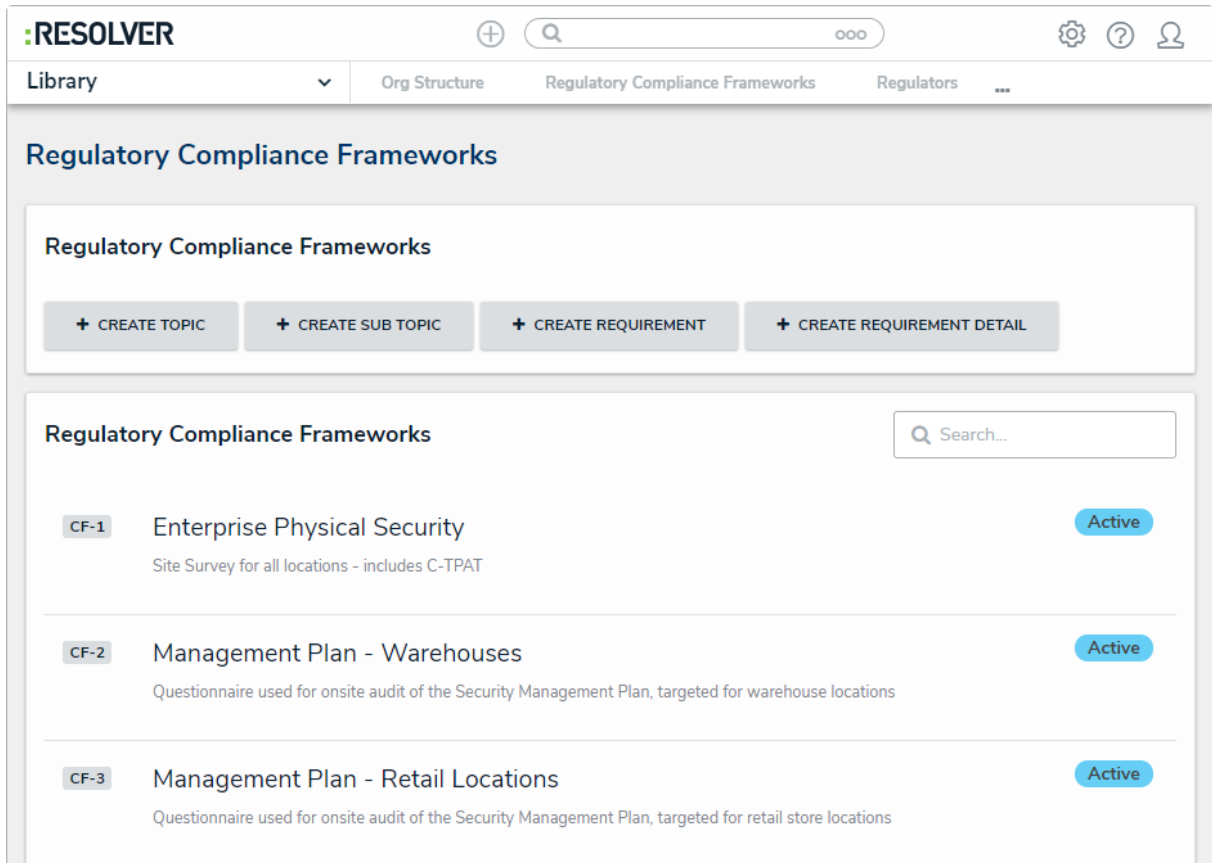 :RESOLVER
ooo
Library
Org Structure
Regulatory Compliance Frameworks
Regulators
...
Regulatory Compliance Frameworks
Regulatory Compliance Frameworks
+ CREATE TOPIC
+ CREATE SUB TOPIC
+ CREATE REQUIREMENT
+ CREATE REQUIREMENT DETAIL
Regulatory Compliance Frameworks
Search...
CF-1
Enterprise Physical Security
Active
Site Survey for all locations - includes C-TPAT
CF-2
Management Plan - Warehouses
Active
Questionnaire used for onsite audit of the Security Management Plan, targeted for warehouse locations
CF-3
Management Plan - Retail Locations
Active
Questionnaire used for onsite audit of the Security Management Plan, targeted for retail store locations